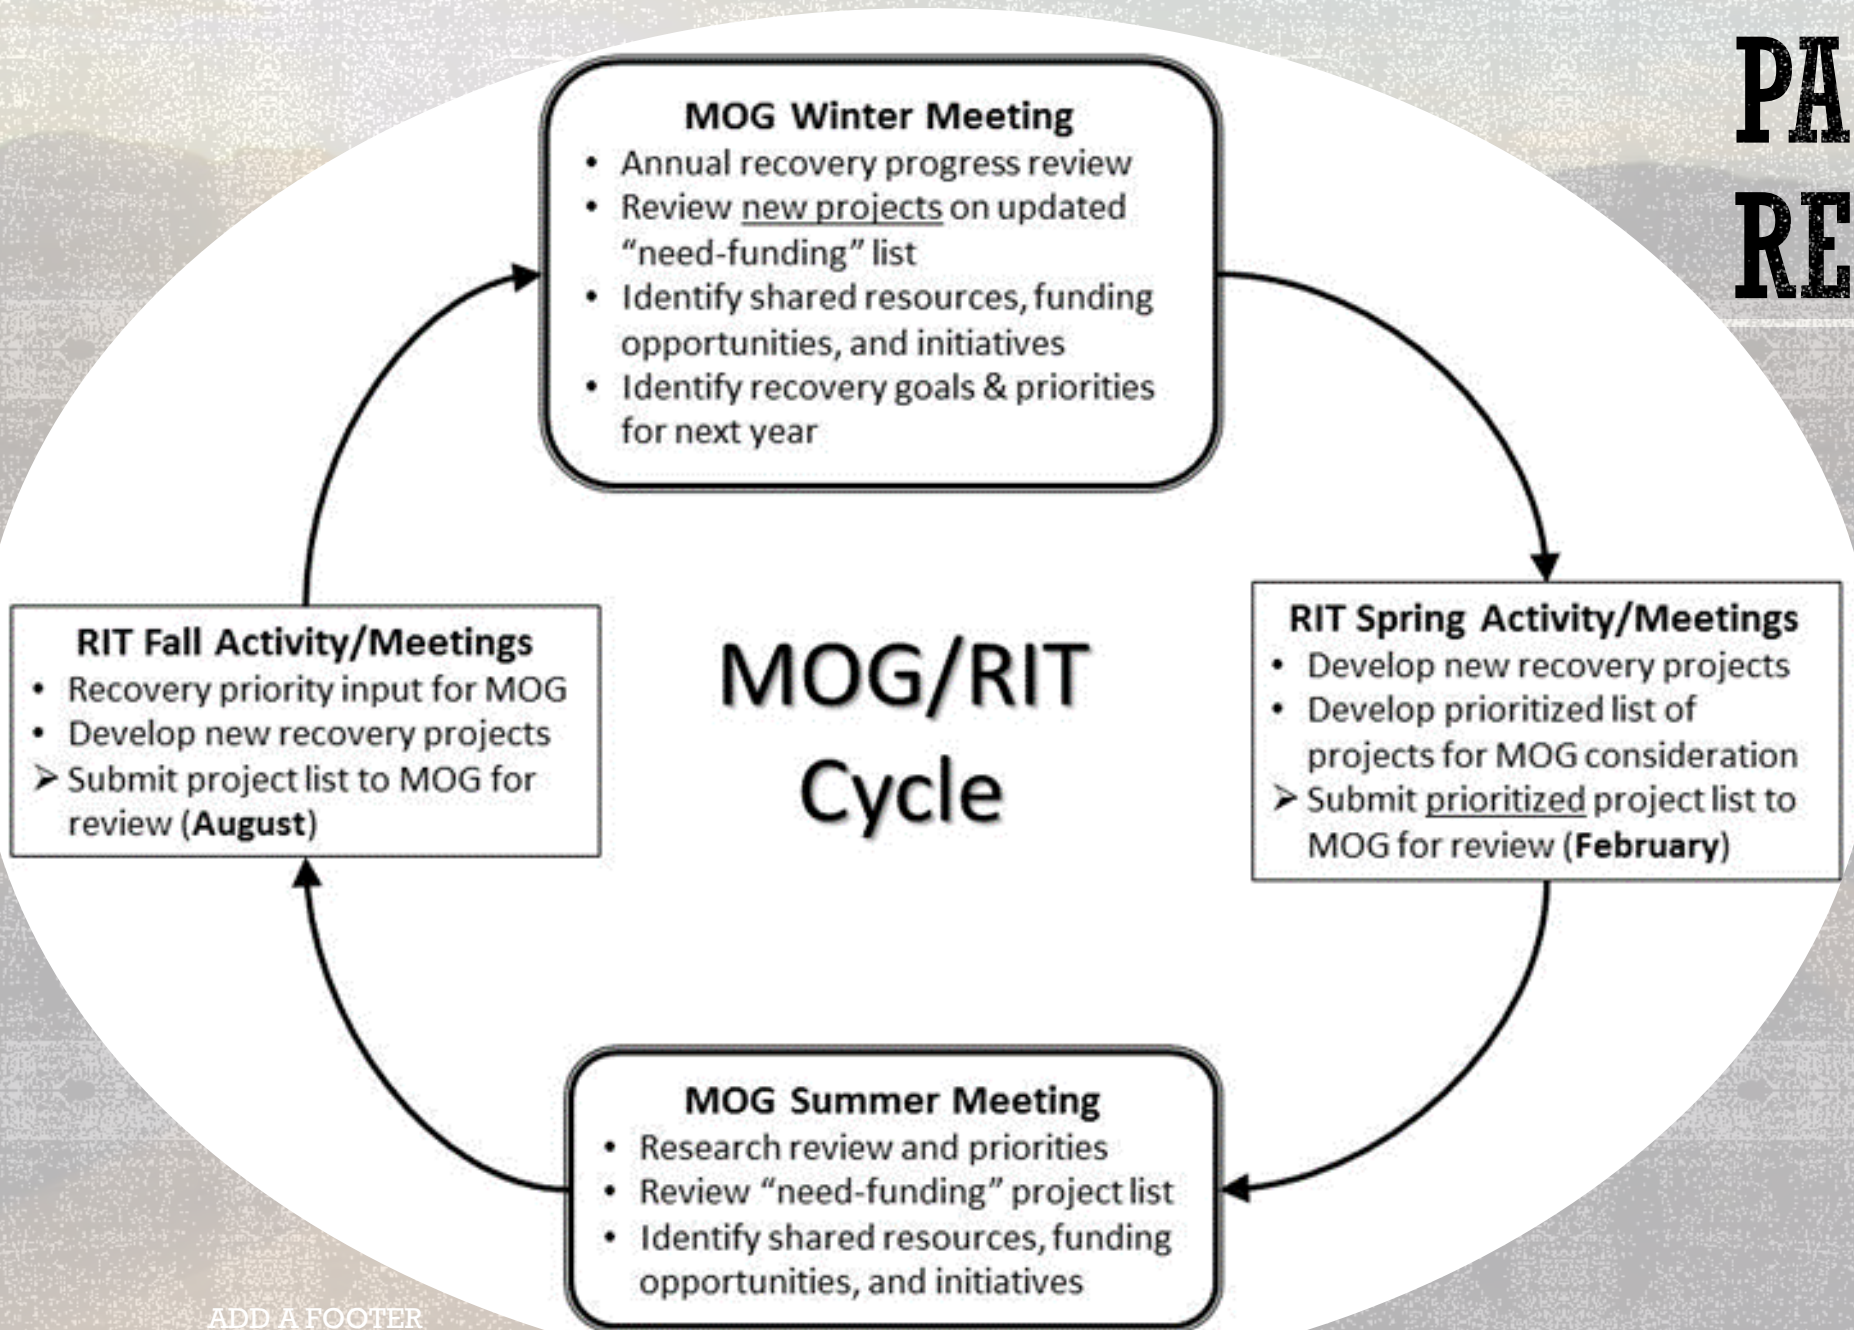 PA
RE
MOG Winter Meeting
• Annual recovery progress review
• Review new projects on updated
“need-funding” list
• Identify shared resources, funding
opportunities, and initiatives
• Identify recovery goals & priorities
for next year
RIT Spring Activity/Meetings
• Develop new recovery projects
• Develop prioritized list of
projects for MOG consideration
➢ Submit prioritized project list to
MOG for review (February)
MOG/RIT
Cycle
RIT Fall Activity/Meetings
• Recovery priority input for MOG
• Develop new recovery projects
➢ Submit project list to MOG for
review (August)
MOG Summer Meeting
• Research review and priorities
• Review “need-funding” project list
• Identify shared resources, funding
opportunities, and initiatives
ADD A FOOTER